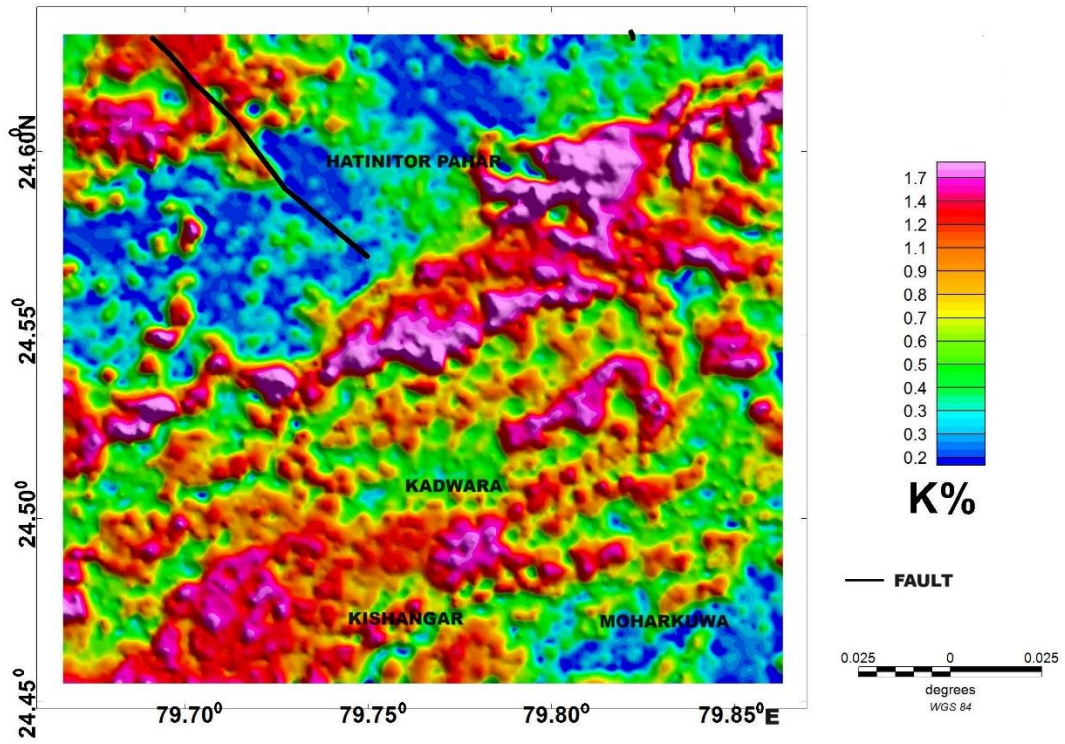 24.60⁰N
24.55⁰
24.50⁰
24.45⁰
HATINITOR PAHAR
KADWARA
KISHANGAR
MOHARKUWA
79.70⁰
79.75⁰
79.80⁰
79.85⁰E
1.7
1.4
1.2
1.1
0.9
0.8
0.7
0.6
0.5
0.4
0.3
0.3
0.2
K%
FAULT
0.025 0 0.025
degrees
WGS 84